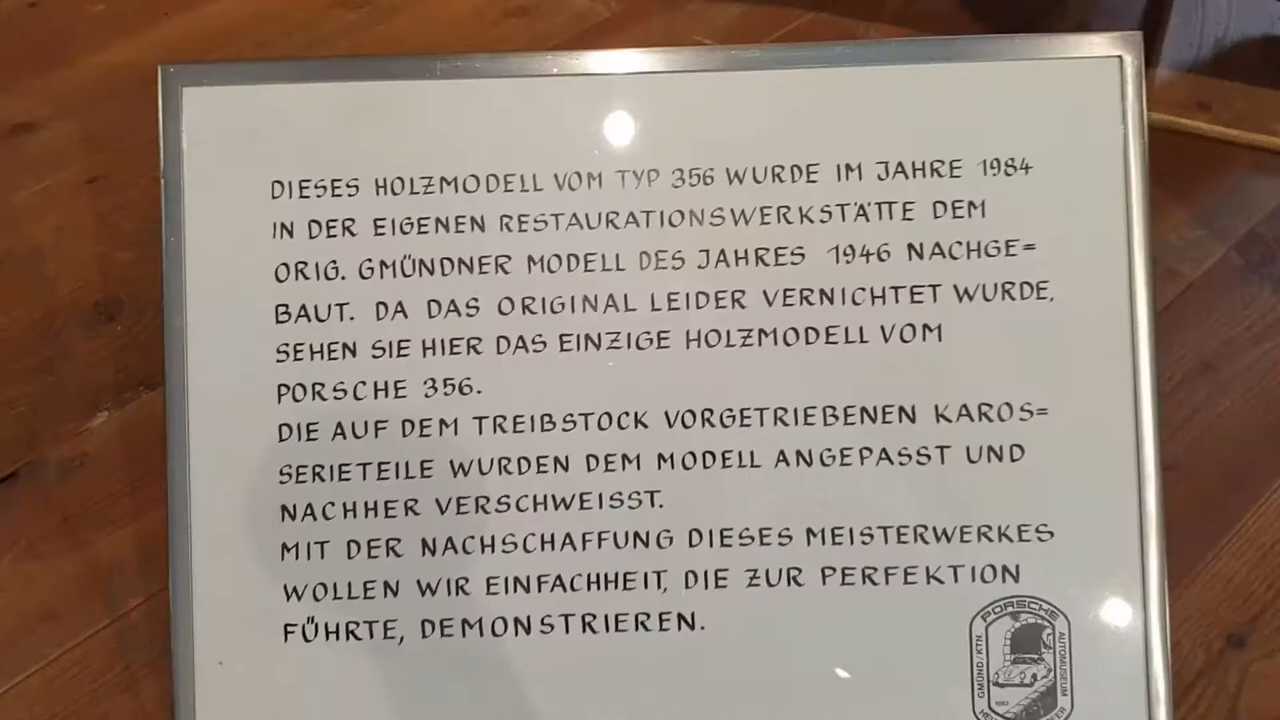 DIESES HOLZMODELL VOM TYP 356 WURDE IM JAHRE 1984
IN DER EIGENEN RESTAURATIONSWERKSTÄTTE DEM
ORIG. GMÜNDNER MODELL DES JAHRES 1946 NACHGE=
BAUT. DA DAS ORIGINAL LEIDER VERNICHTET WURDE,
SEHEN SIE HIER DAS EINZIGE HOLZMODELL VOM
PORSCHE 356.
DIE AUF DEM TREIBSTOCK VORGETRIEBENEN KAROS=
SERIETEILE WURDEN DEM MODELL ANGEPASST UND
NACHHER VERSCHWEISST.
MIT DER NACHSCHAFFUNG DIESES MEISTERWERKES
WOLLEN WIR EINFACHHEIT, DIE ZUR PERFEKTION
FÜHRTE, DEMONSTRIEREN.
PORSCHE
GMÜND/KTN.
AUTOMUSEUM
1982